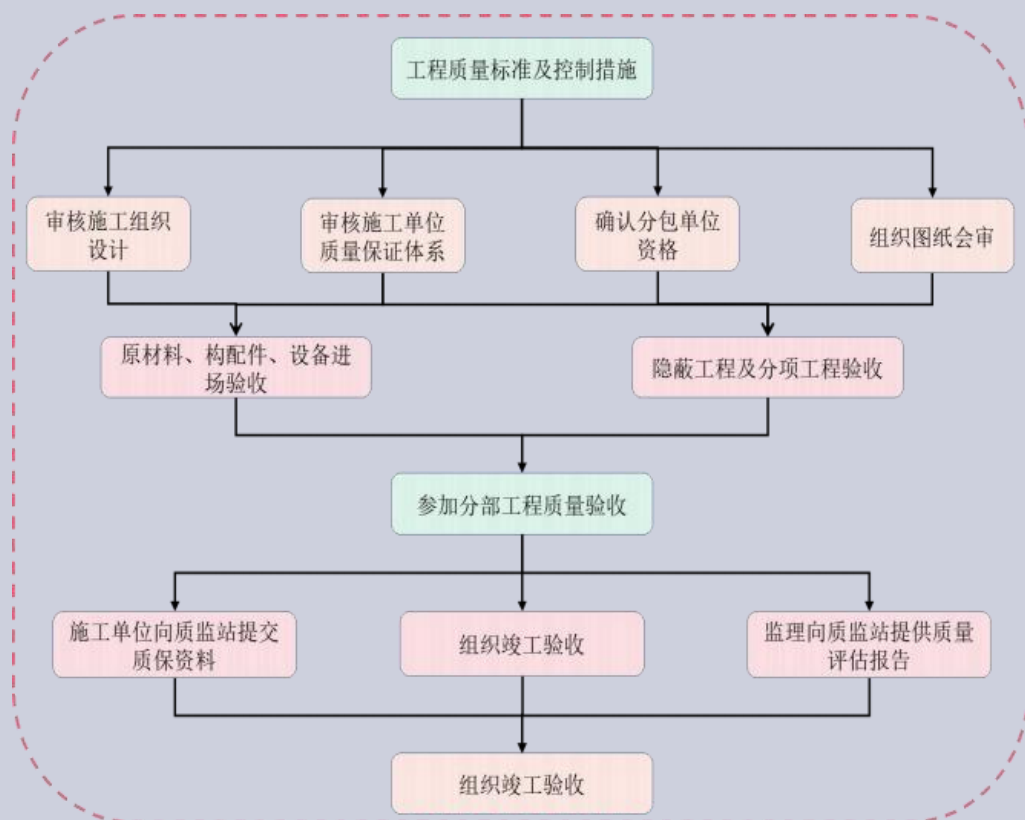 工程质量标准及控制措施
审核施工组织
设计
审核施工单位
质量保证体系
确认分包单位
资格
组织图纸会审
原材料、构配件、设备进
场验收
隐蔽工程及分项工程验收
参加分部工程质量验收
施工单位向质监站提交
质保资料
组织竣工验收
监理向质监站提供质量
评估报告
组织竣工验收